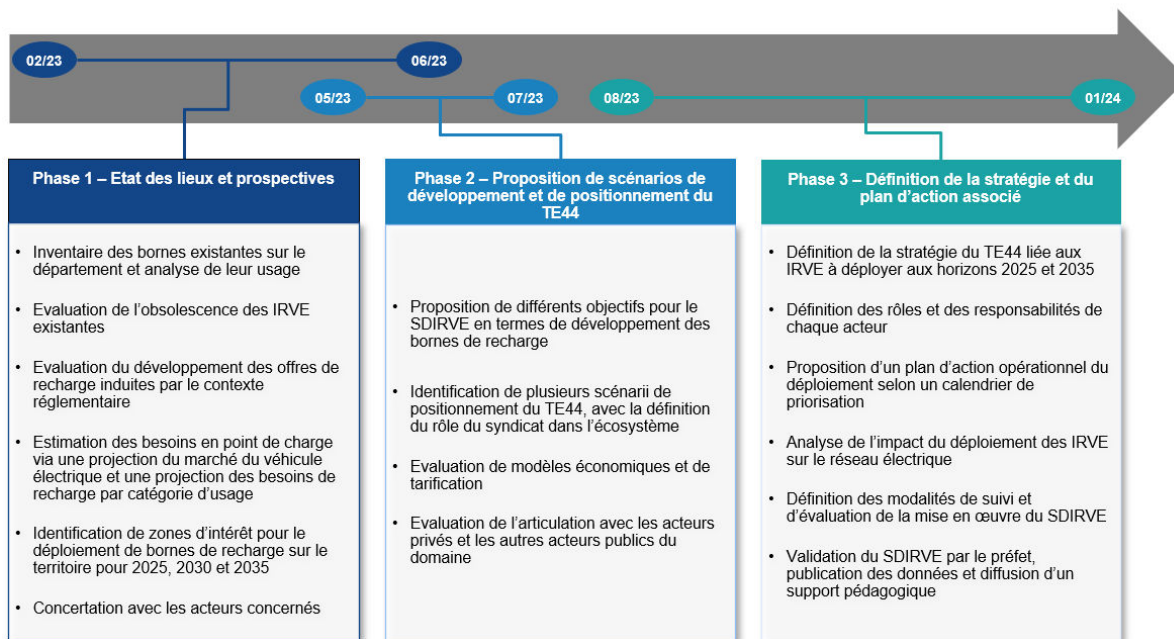 02/23
06/23
05/23
07/23
08/23
01/24
Phase 1 – Etat des lieux et prospectives
• Inventaire des bornes existantes sur le
département et analyse de leur usage
• Evaluation de l’obsolescence des IRVE
existantes
• Evaluation du développement des offres de
recharge induites par le contexte
réglementaire
• Estimation des besoins en point de charge
via une projection du marché du véhicule
électrique et une projection des besoins de
recharge par catégorie d’usage
• Identification de zones d’intérêt pour le
déploiement de bornes de recharge sur le
territoire pour 2025, 2030 et 2035
• Concertation avec les acteurs concernés
Phase 2 – Proposition de scénarios de
développement et de positionnement du
TE44
• Proposition de différents objectifs pour le
SDIRVE en termes de développement des
bornes de recharge
• Identification de plusieurs scénarii de
positionnement du TE44, avec la définition
du rôle du syndicat dans l’écosystème
• Evaluation de modèles économiques et de
tarification
• Evaluation de l’articulation avec les acteurs
privés et les autres acteurs publics du
domaine
Phase 3 – Définition de la stratégie et du
plan d’action associé
• Définition de la stratégie du TE44 liée aux
IRVE à déployer aux horizons 2025 et 2035
• Définition des rôles et des responsabilités de
chaque acteur
• Proposition d’un plan d’action opérationnel du
déploiement selon un calendrier de
priorisation
• Analyse de l’impact du déploiement des IRVE
sur le réseau électrique
• Définition des modalités de suivi et
d’évaluation de la mise en œuvre du SDIRVE
• Validation du SDIRVE par le préfet,
publication des données et diffusion d’un
support pédagogique